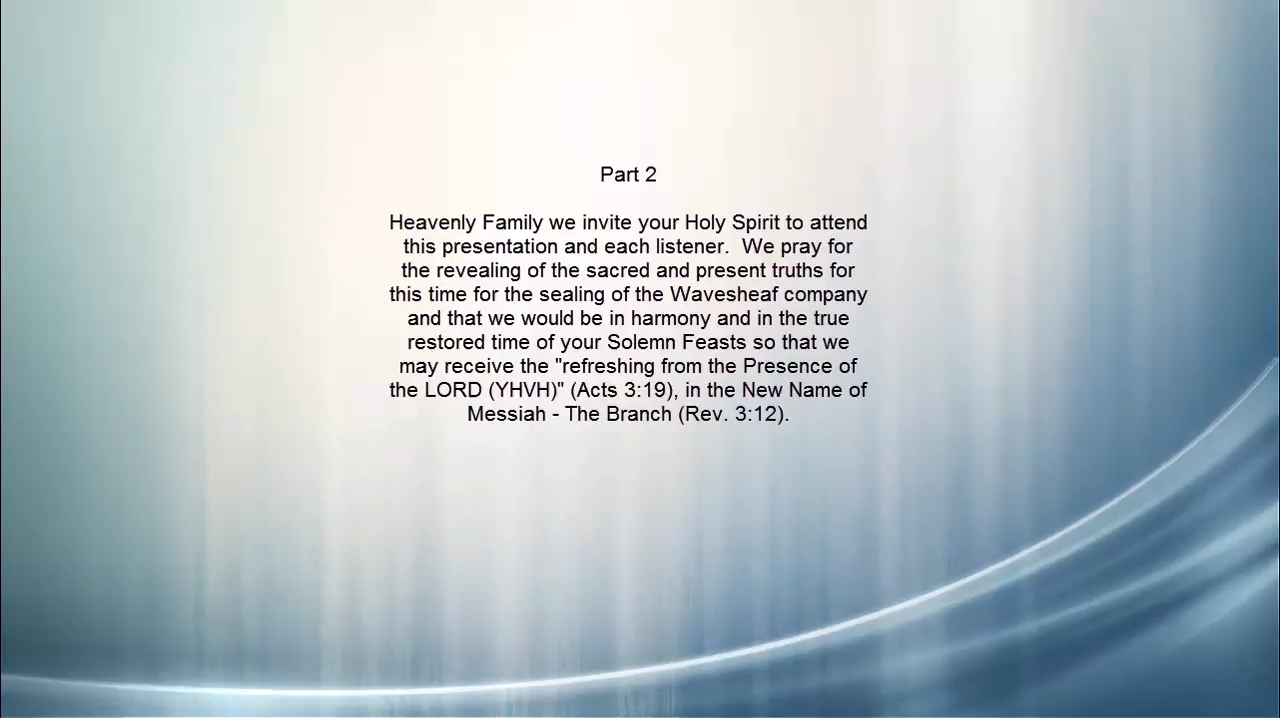 Part 2
Heavenly Family we invite your Holy Spirit to attend
this presentation and each listener.  We pray for
the revealing of the sacred and present truths for
this time for the sealing of the Wavesheaf company
and that we would be in harmony and in the true
restored time of your Solemn Feasts so that we
may receive the "refreshing from the Presence of
the LORD (YHVH)" (Acts 3:19), in the New Name of
Messiah - The Branch (Rev. 3:12).